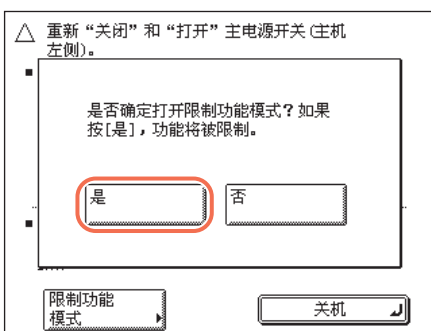 重新“关闭”和“打开”主电源开关(主机
左侧)。
是否确定打开限制功能模式?如果
按[是],功能将被限制。
是
否
限制功能
模式
关机